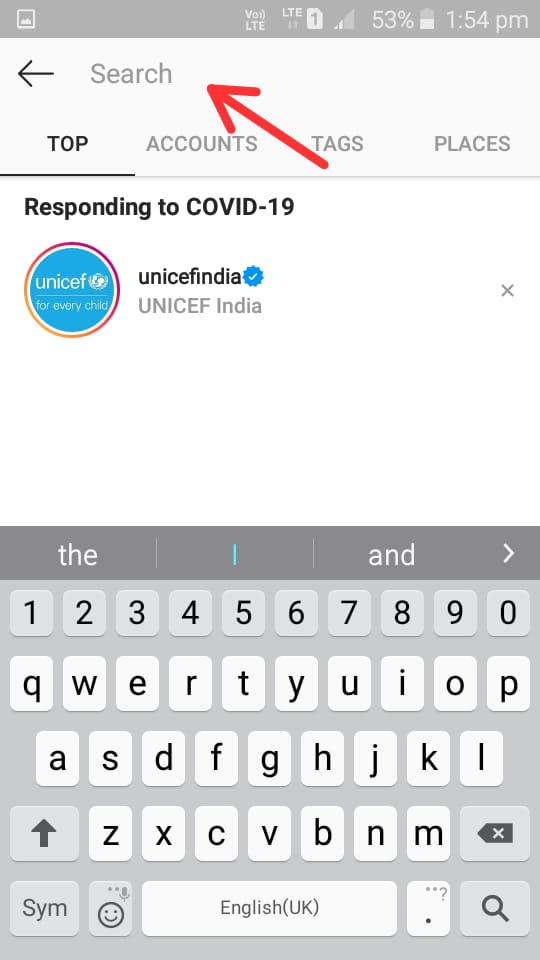 Vo)) LTE LTE 1 53% 1:54 pm
Search
TOP ACCOUNTS TAGS PLACES
Responding to COVID-19
unicef
for every child
unicefindia
UNICEF India
the I and
1 2 3 4 5 6 7 8 9 0
q w e r t y u i o p
a s d f g h j k l
z x c v b n m
Sym English(UK) . ?